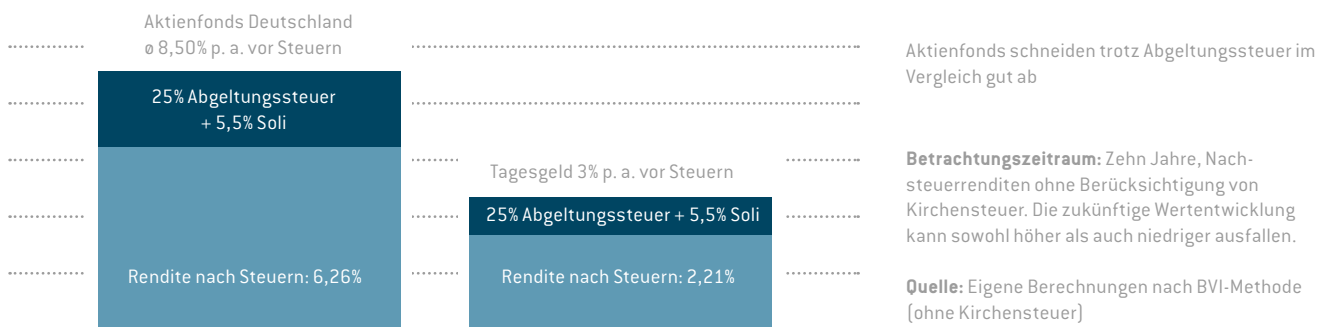 Aktienfonds Deutschland
ø 8,50% p. a. vor Steuern
25% Abgeltungssteuer
+ 5,5% Soli
Rendite nach Steuern: 6,26%
Tagesgeld 3% p. a. vor Steuern
25% Abgeltungssteuer + 5,5% Soli
Rendite nach Steuern: 2,21%
Aktienfonds schneiden trotz Abgeltungssteuer im
Vergleich gut ab
Betrachtungszeitraum: Zehn Jahre, Nach-
steuerrenditen ohne Berücksichtigung von
Kirchensteuer. Die zukünftige Wertentwicklung
kann sowohl höher als auch niedriger ausfallen.
Quelle: Eigene Berechnungen nach BVI-Methode
(ohne Kirchensteuer)